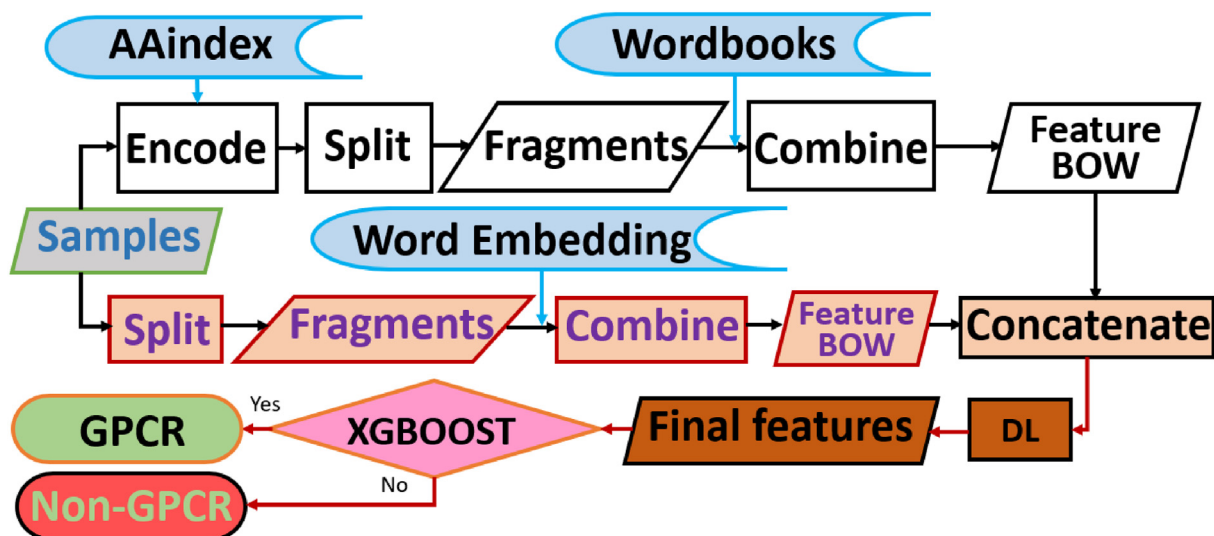 AAindex
Wordbooks
Encode
Split
Fragments
Combine
Feature
BOW
Samples
Word Embedding
Split
Fragments
Combine
Feature
BOW
Concatenate
GPCR
Yes
XGBOOST
Final features
DL
No
Non-GPCR